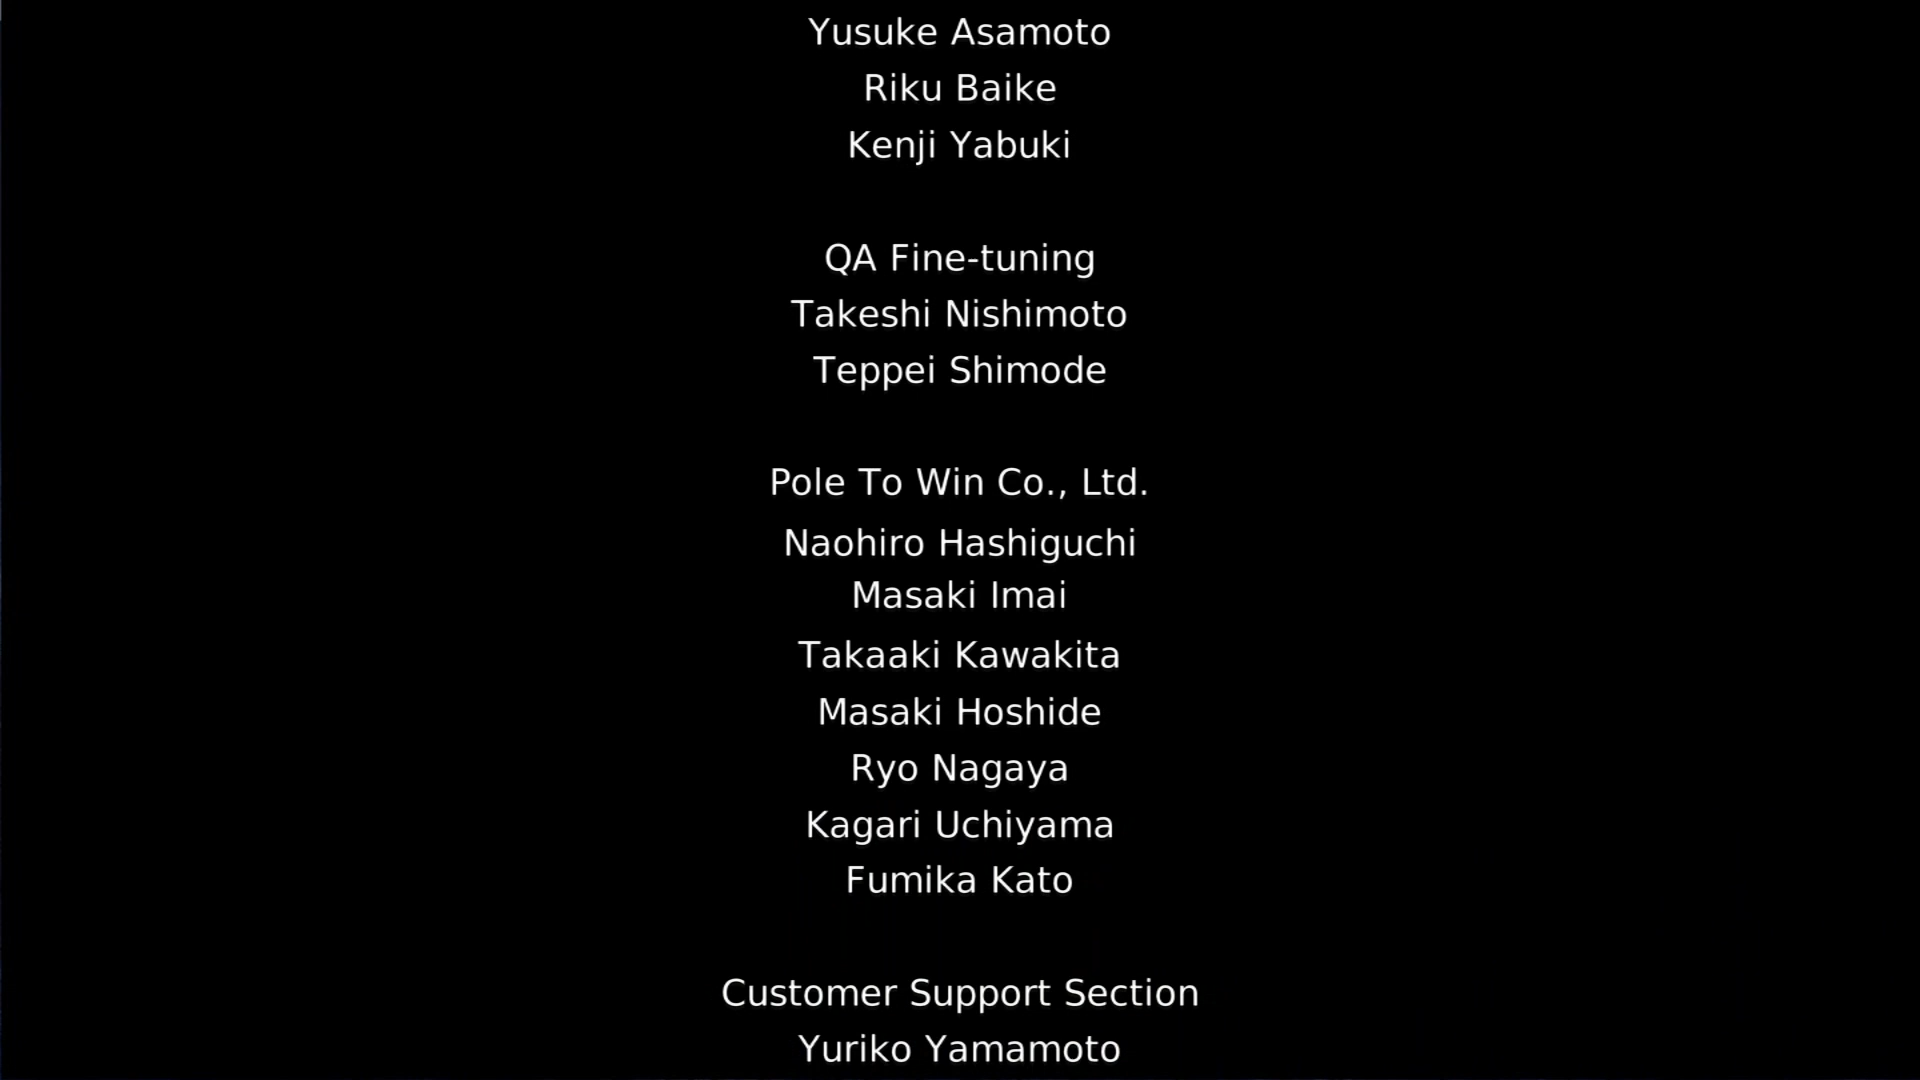 Yusuke Asamoto
Riku Baike
Kenji Yabuki
QA Fine-tuning
Takeshi Nishimoto
Teppei Shimode
Pole To Win Co., Ltd.
Naohiro Hashiguchi
Masaki Imai
Takaaki Kawakita
Masaki Hoshide
Ryo Nagaya
Kagari Uchiyama
Fumika Kato
Customer Support Section
Yuriko Yamamoto